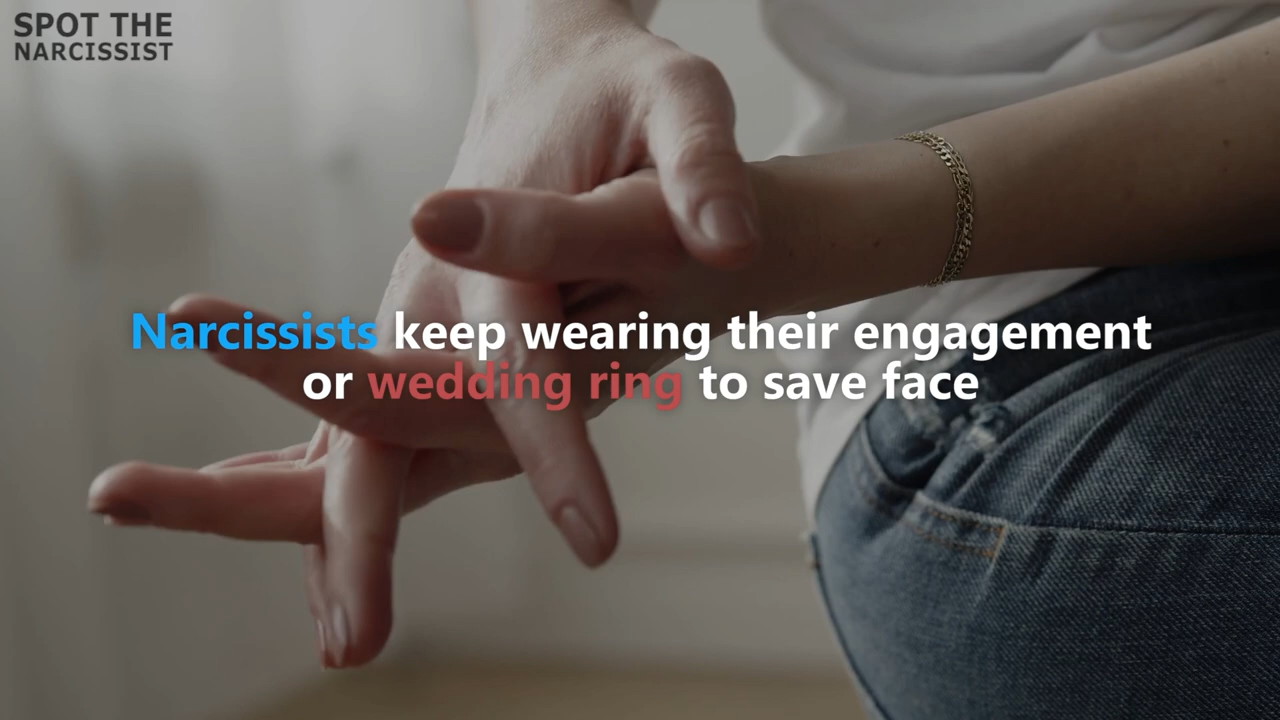 SPOT THE
NARCISSIST
Narcissists keep wearing their engagement
or wedding ring to save face